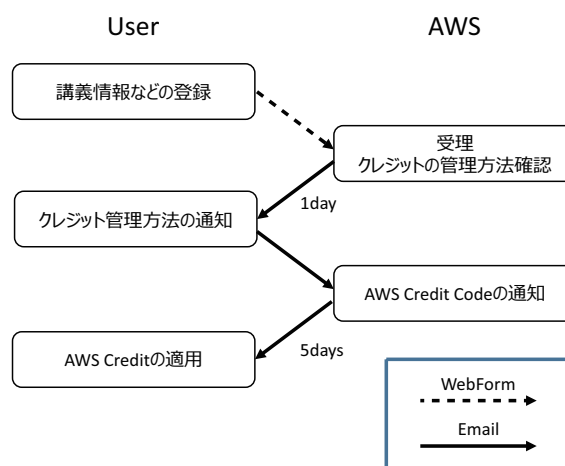 User
AWS
講義情報などの登録
受理
クレジットの管理方法確認
1day
クレジット管理方法の通知
AWS Credit Codeの通知
5days
AWS Creditの適用
WebForm
Email